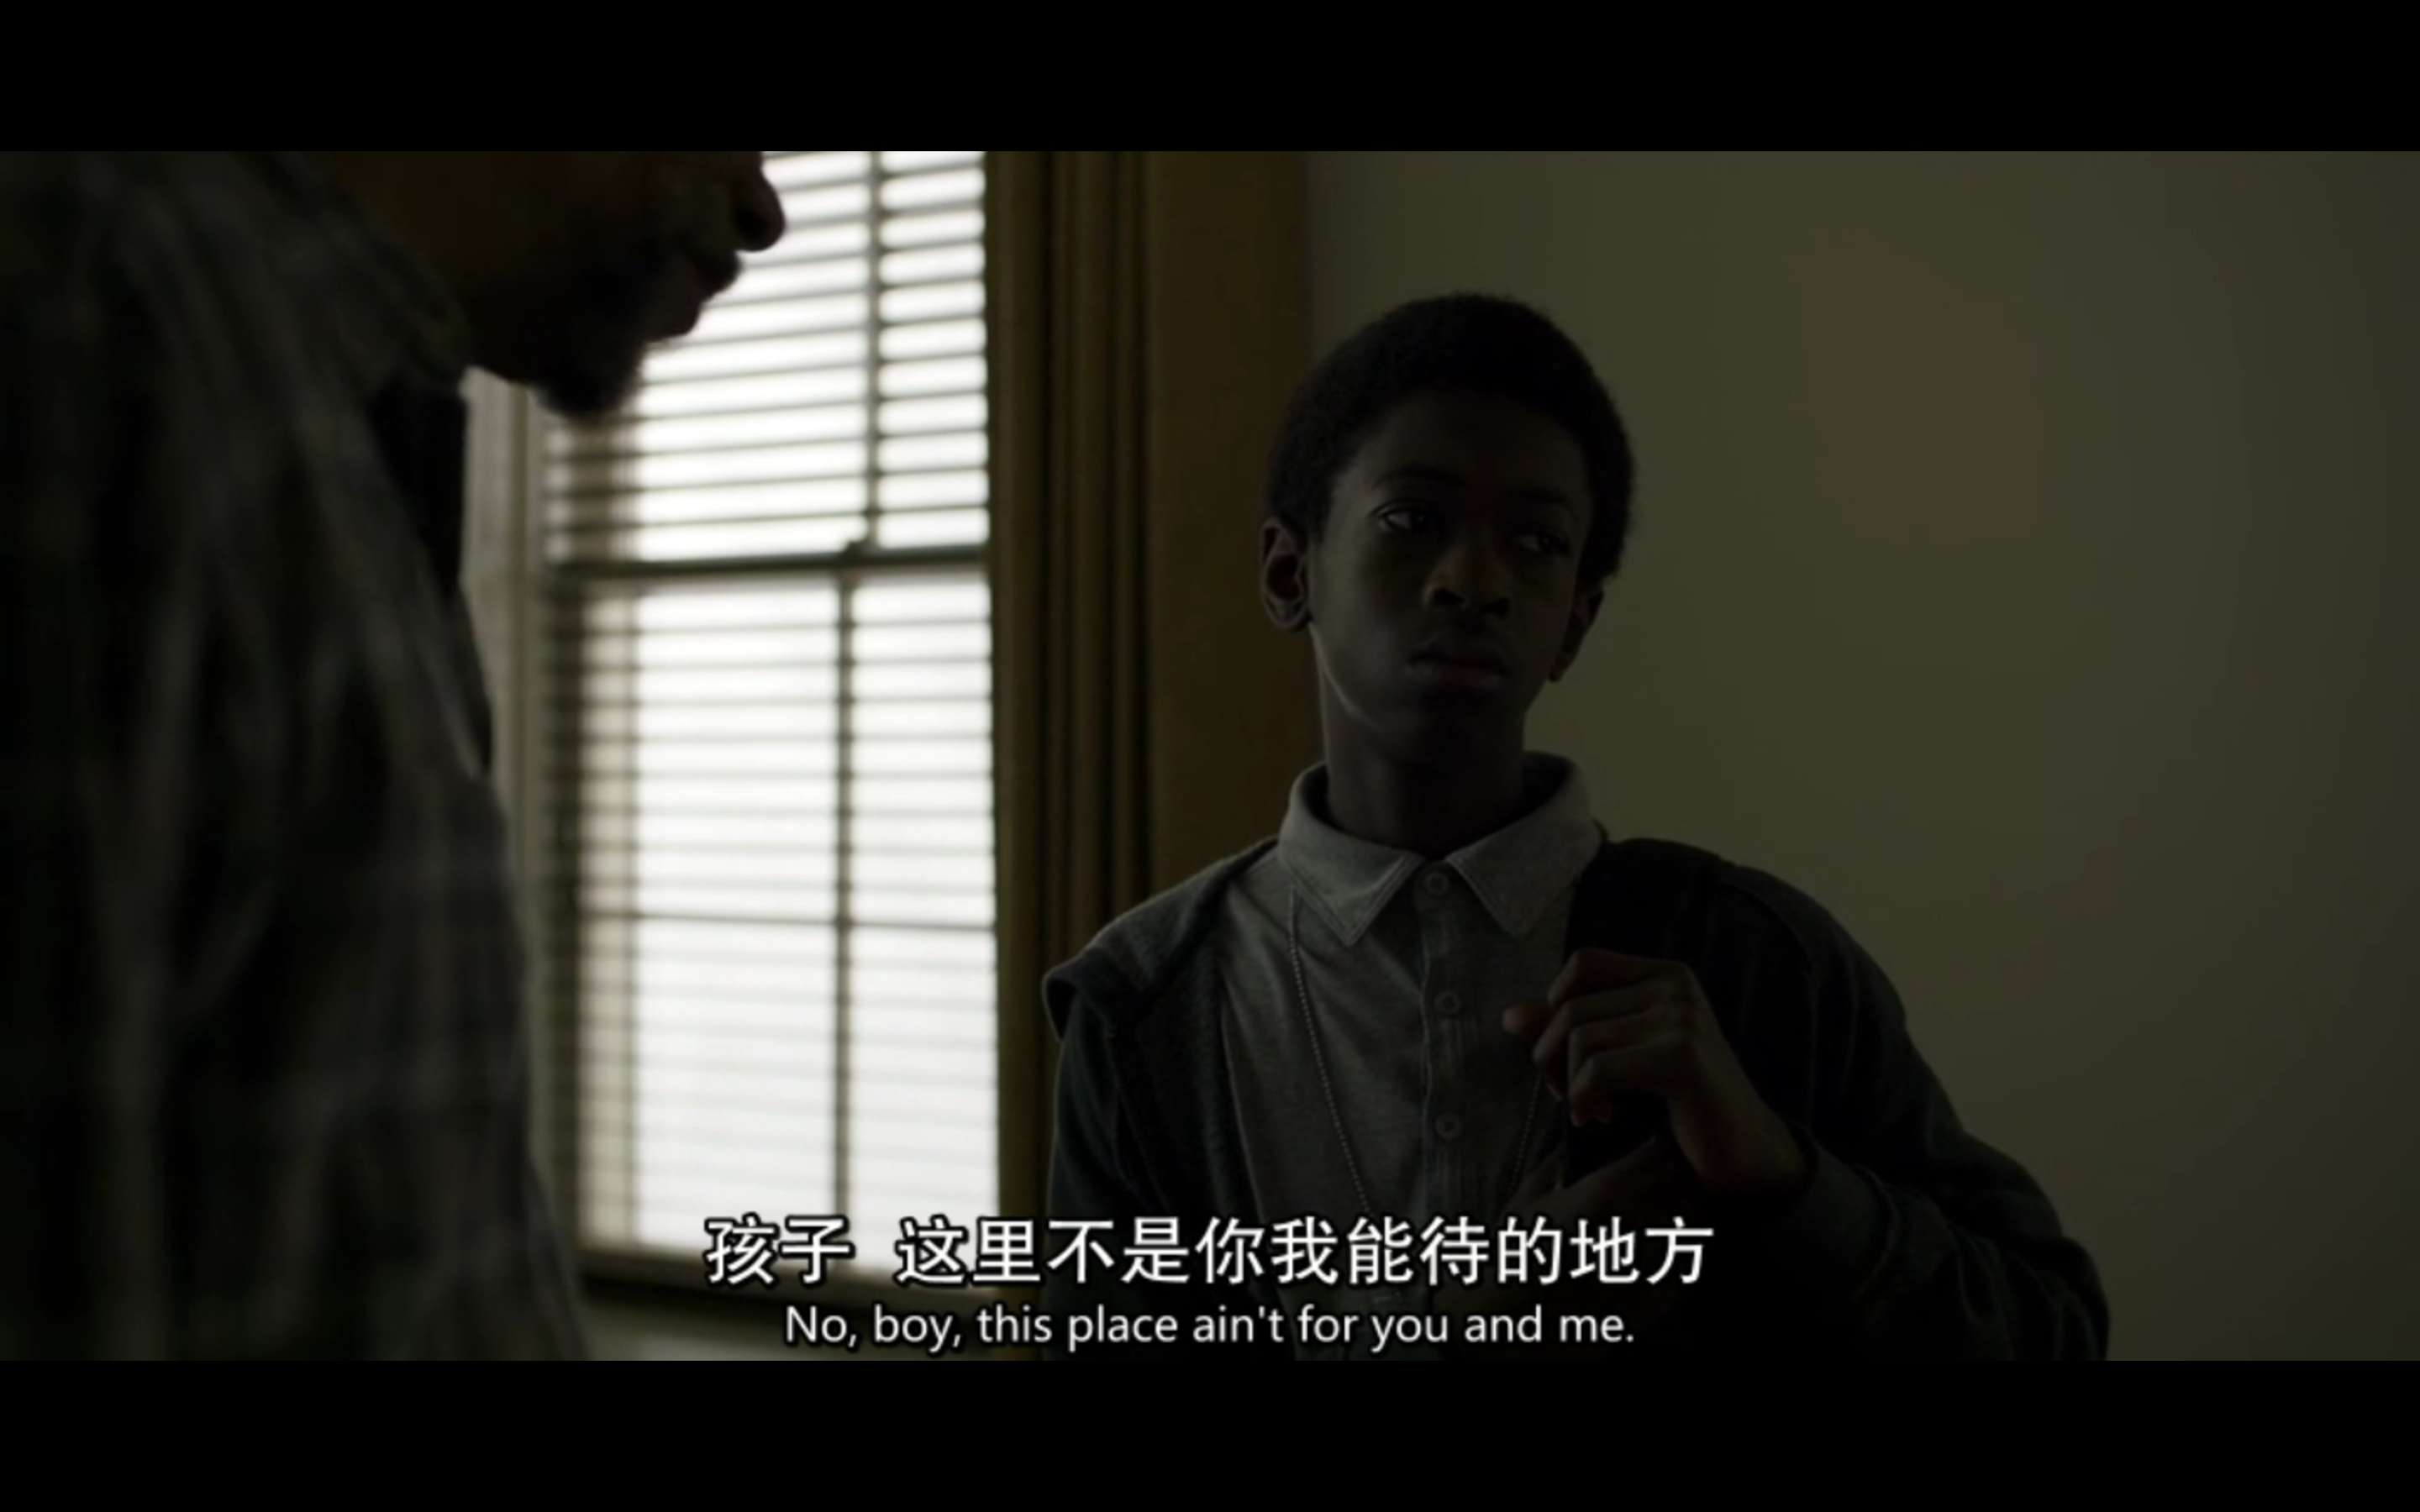 孩子 这里不是你我能待的地方
No, boy, this place ain't for you and me.